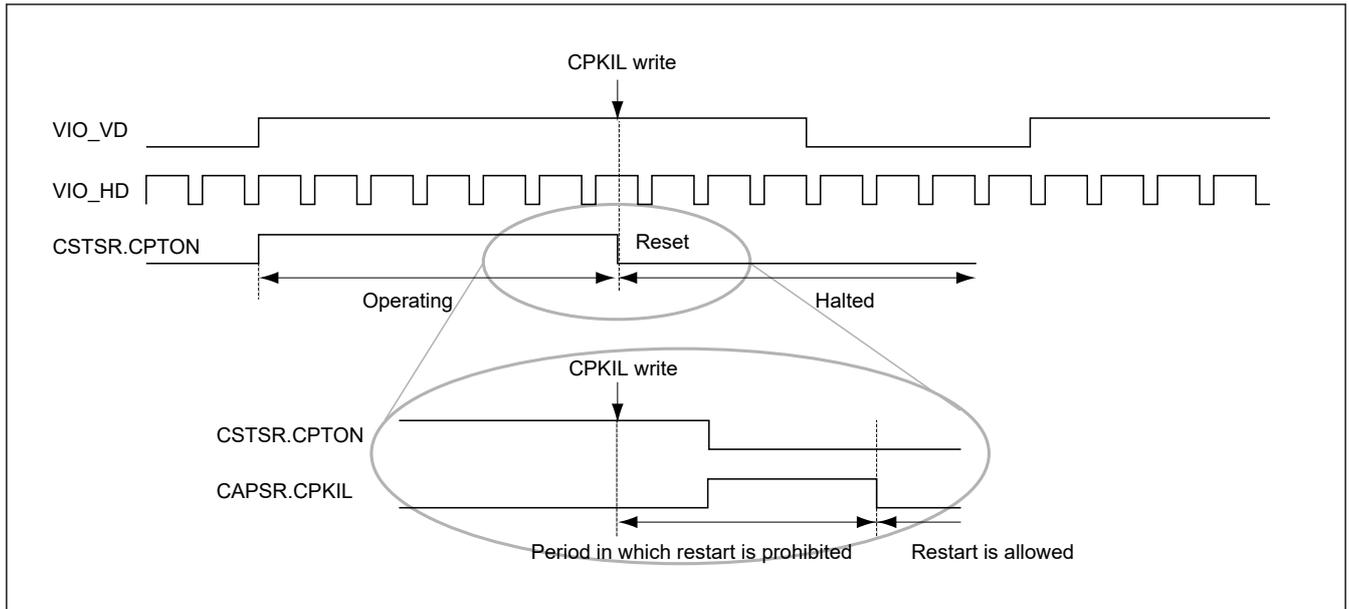 CPKIL write
VIO_VD
VIO_HD
CSTSR.CPTON
Reset
Operating
Halted
CPKIL write
CSTSR.CPTON
CAPSR.CPKIL
Period in which restart is prohibited
Restart is allowed